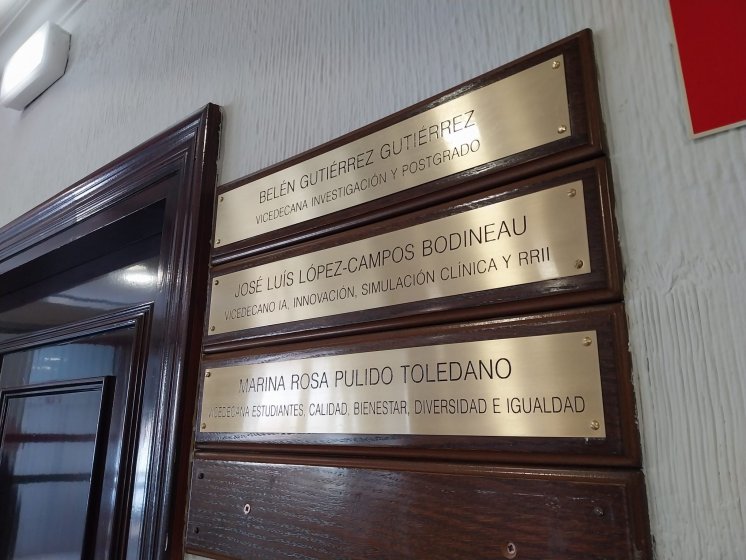 BELÉN GUTIÉRREZ GUTIÉRREZ
VICEDECANA INVESTIGACIÓN Y POSTGRADO
JOSÉ LUÍS LÓPEZ-CAMPOS BODINEAU
VICEDECANO IA, INNOVACIÓN, SIMULACIÓN CLÍNICA Y RRII
MARINA ROSA PULIDO TOLEDANO
VICEDECANA ESTUDIANTES, CALIDAD, BIENESTAR, DIVERSIDAD E IGUALDAD